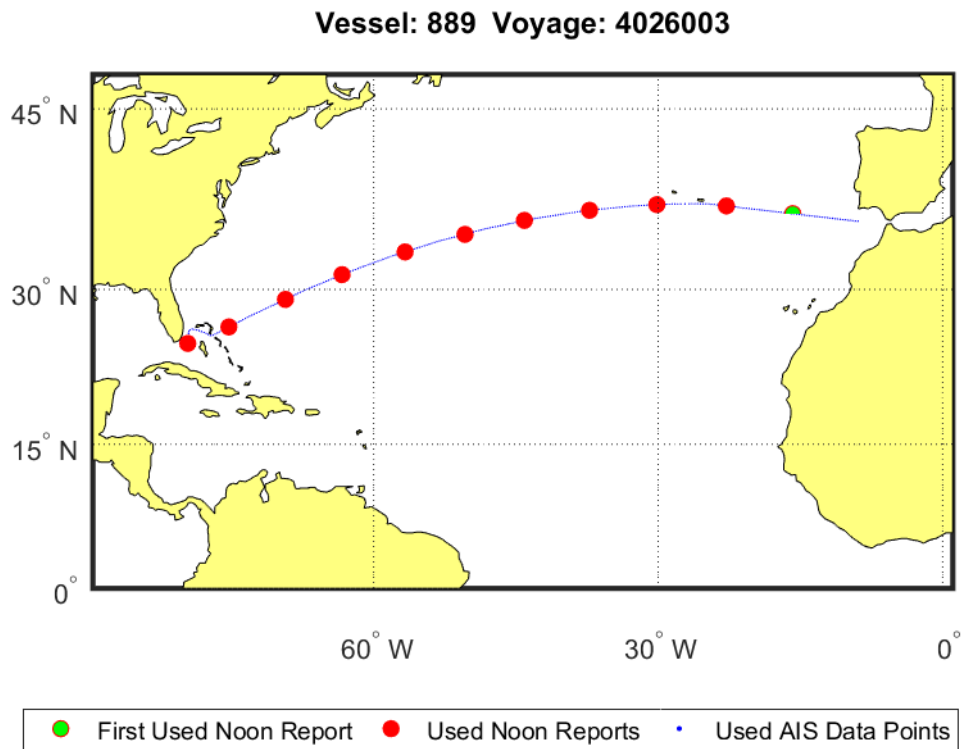 Vessel: 889  Voyage: 4026003
45° N
30° N
15° N
0°
60° W
30° W
0°
First Used Noon Report
Used Noon Reports
Used AIS Data Points